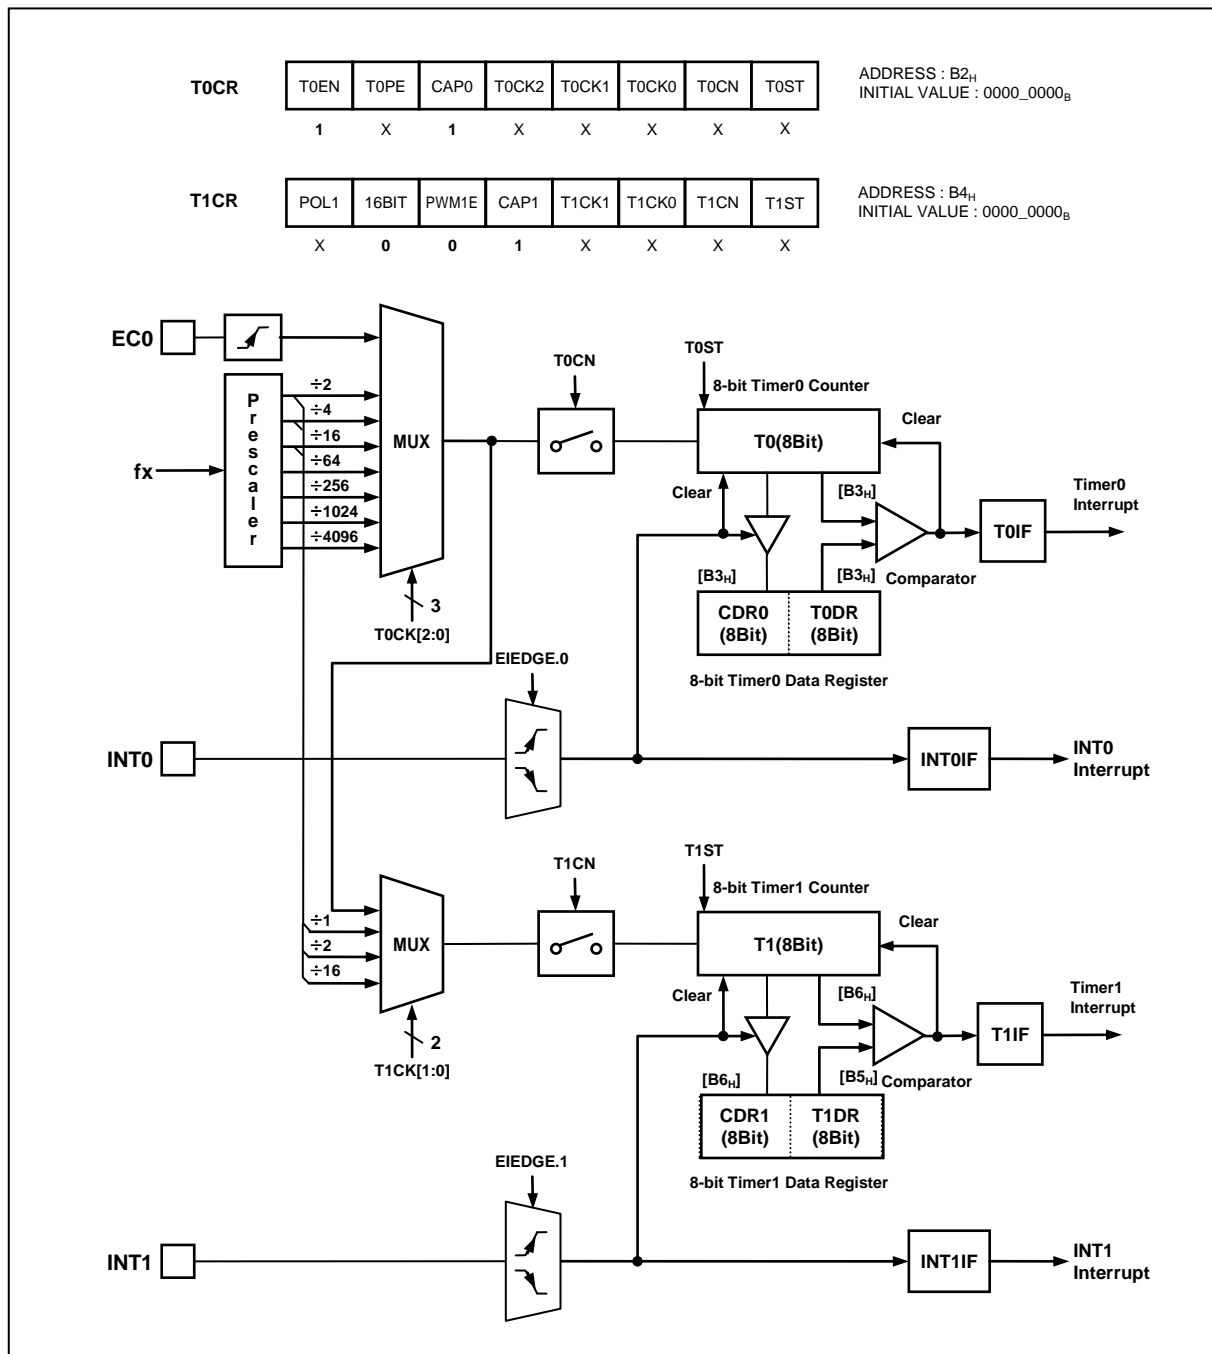 T0CR T0EN T0PE CAP0 T0CK2 T0CK1 T0CK0 T0CN T0ST
ADDRESS : B2H
INITIAL VALUE : 0000_0000B
1 X 1 X X X X X
T1CR POL1 16BIT PWM1E CAP1 T1CK1 T1CK0 T1CN T1ST
ADDRESS : B4H
INITIAL VALUE : 0000_0000B
X 0 0 1 X X X X
EC0
Prescaler
fx
÷2
÷4
÷16
÷64
÷256
÷1024
÷4096
MUX
3
T0CK[2:0]
T0CN
T0ST
8-bit Timer0 Counter
T0(8Bit)
Clear
Clear
[B3H]
[B3H]
[B3H]
Comparator
T0IF
Timer0
Interrupt
CDR0
(8Bit)
T0DR
(8Bit)
8-bit Timer0 Data Register
EIEDGE.0
INT0
INT0IF
INT0
Interrupt
÷1
÷2
÷16
MUX
2
T1CK[1:0]
T1CN
T1ST
8-bit Timer1 Counter
T1(8Bit)
Clear
Clear
[B6H]
[B6H]
[B5H]
Comparator
T1IF
Timer1
Interrupt
CDR1
(8Bit)
T1DR
(8Bit)
8-bit Timer1 Data Register
EIEDGE.1
INT1
INT1IF
INT1
Interrupt